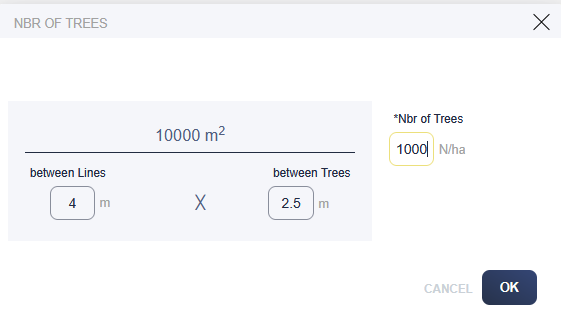 NBR OF TREES
10000 m²
between Lines
between Trees
4 m X 2.5 m
*Nbr of Trees
1000 N/ha
CANCEL OK